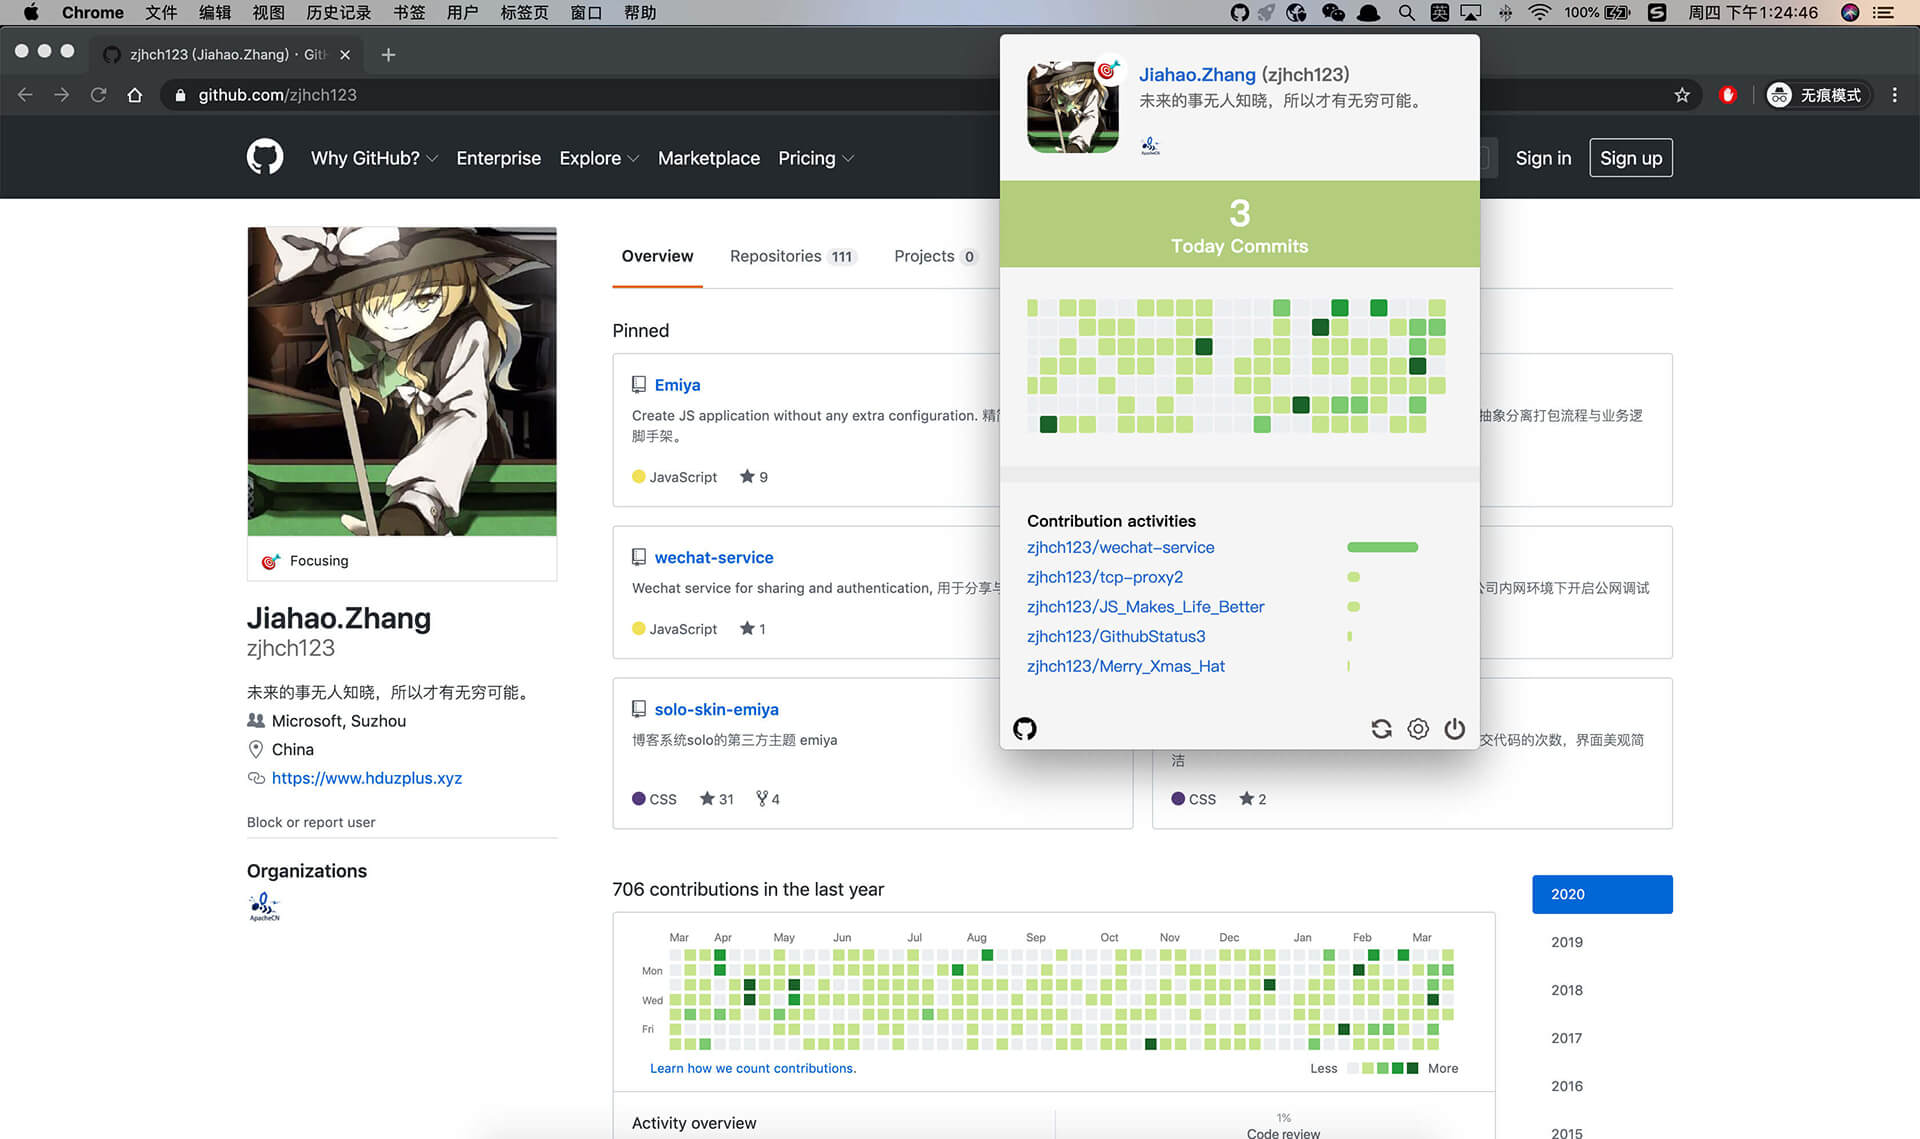 Chrome 文件 编辑 视图 历史记录 书签 用户 标签页 窗口 帮助
英 100% 周四 下午1:24:46
zjhch123 (Jiahao.Zhang) · Git
github.com/zjhch123
无痕模式
Why GitHub? Enterprise Explore Marketplace Pricing
Sign in Sign up
Jiahao.Zhang (zjhch123)
未来的事无人知晓，所以才有无穷可能。
ApacheCN
3
Today Commits
Contribution activities
zjhch123/wechat-service
zjhch123/tcp-proxy2
zjhch123/JS_Makes_Life_Better
zjhch123/GithubStatus3
zjhch123/Merry_Xmas_Hat
Focusing
Jiahao.Zhang
zjhch123
未来的事无人知晓，所以才有无穷可能。
Microsoft, Suzhou
China
https://www.hduzplus.xyz
Block or report user
Organizations
ApacheCN
Overview Repositories 111 Projects 0
Pinned
Emiya
Create JS application without any extra configuration. 精
脚手架。
JavaScript 9
抽象分离打包流程与业务逻
wechat-service
Wechat service for sharing and authentication, 用于分享与
JavaScript 1
公司内网环境下开启公网调试
solo-skin-emiya
博客系统solo的第三方主题 emiya
CSS 31 4
交代码的次数，界面美观简
洁
CSS 2
706 contributions in the last year
Mar Apr May Jun Jul Aug Sep Oct Nov Dec Jan Feb Mar
Mon
Wed
Fri
Learn how we count contributions.
Less More
2020
2019
2018
2017
2016
2015
Activity overview
1%
Code review